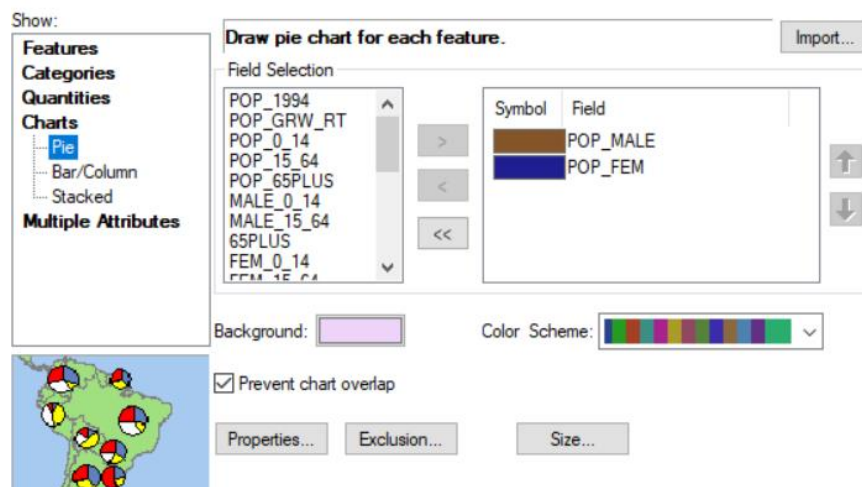 Show:
Features
Categories
Quantities
Charts
Pie
Bar/Column
Stacked
Multiple Attributes
Draw pie chart for each feature.
Import...
Field Selection
POP_1994
POP_GRW_RT
POP_0_14
POP_15_64
POP_65PLUS
MALE_0_14
MALE_15_64
65PLUS
FEM_0_14
FEM_15_64
>
<
<<
Symbol Field
POP_MALE
POP_FEM
Background:
Color Scheme:
Prevent chart overlap
Properties...
Exclusion...
Size...